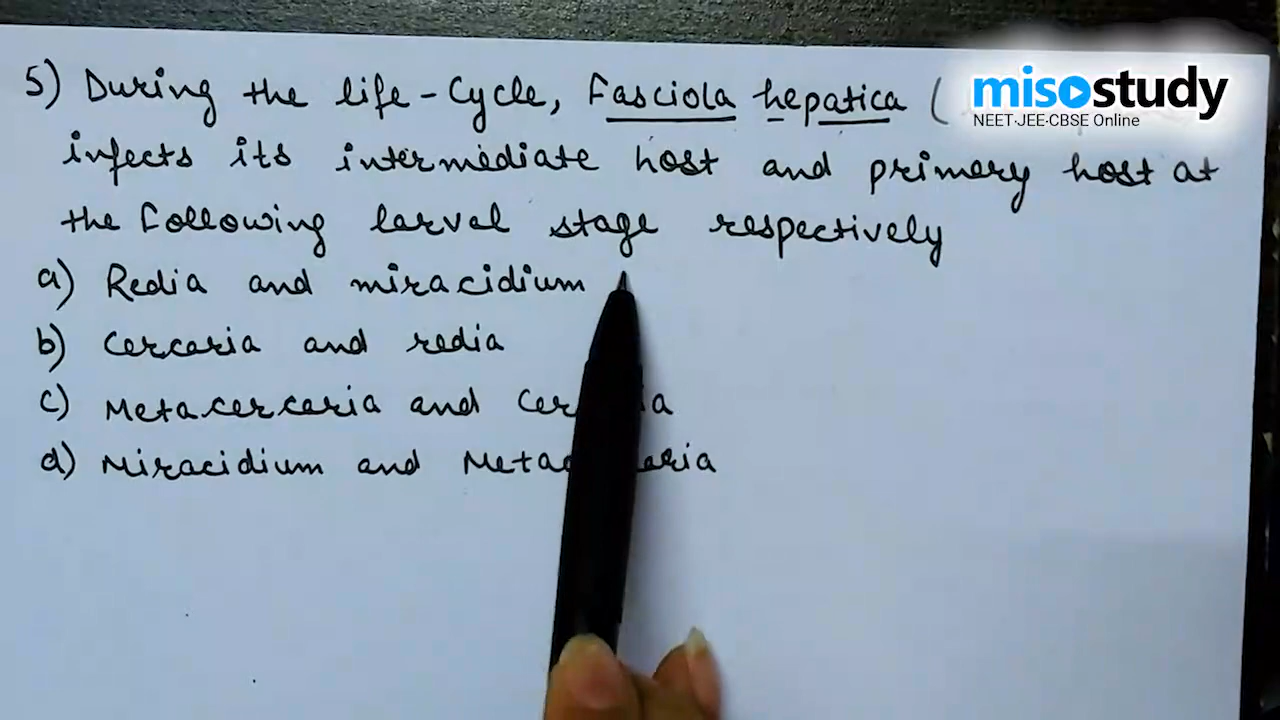 misostudy
NEET-JEE-CBSE Online
5) During the life-Cycle, Fasciola hepatica (
infects its intermediate host and primary host at
the following larval stage respectively
a) Redia and miracidium
b) Cercaria and redia
c) Metacercaria and
d) Miracidium and